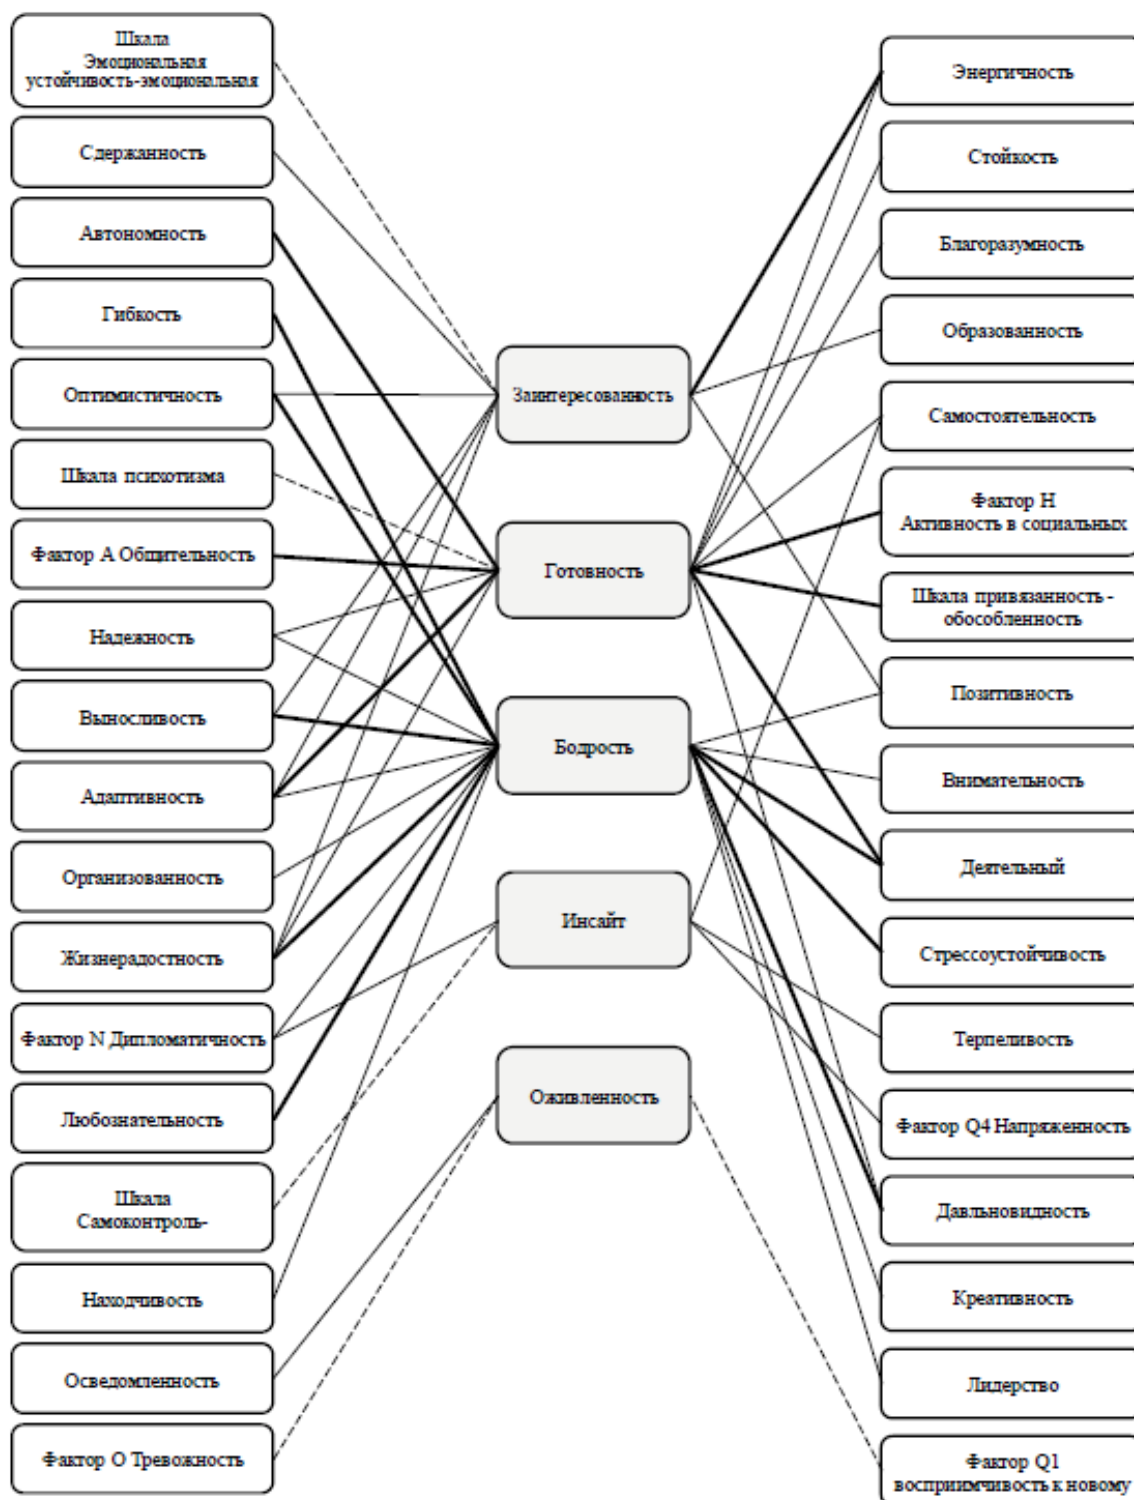 Шкала
Эмоциональная
устойчивость-эмоциональная
Сдержанность
Автономность
Гибкость
Оптимистичность
Шкала психотизма
Фактор А Общительность
Надежность
Выносливость
Адаптивность
Организованность
Жизнерадостность
Фактор N Дипломатичность
Любознательность
Шкала
Самоконтроль-
Находчивость
Осведомленность
Фактор О Тревожность
Заинтересованность
Готовность
Бодрость
Инсайт
Оживленность
Энергичность
Стойкость
Благоразумность
Образованность
Самостоятельность
Фактор Н
Активность в социальных
Шкала привязанность -
обособленность
Позитивность
Внимательность
Деятельный
Стрессоустойчивость
Терпеливость
Фактор Q4 Напряженность
Давльновидность
Креативность
Лидерство
Фактор Q1
восприимчивость к новому